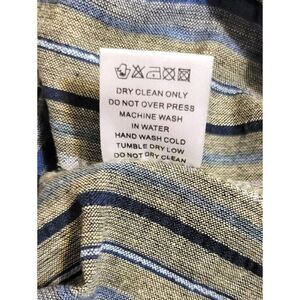 DRY CLEAN ONLY
DO NOT OVER PRESS
MACHINE WASH
IN WATER
HAND WASH COLD
TUMBLE DRY LOW
DO NOT DRY CLEAN